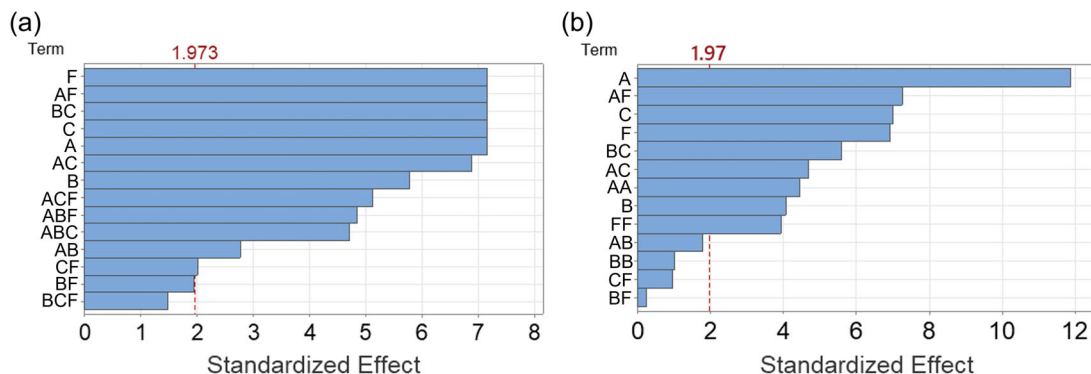 (a)
Term
1.973
F
AF
BC
C
A
AC
B
ACF
ABF
ABC
AB
CF
BF
BCF
0 1 2 3 4 5 6 7 8
Standardized Effect
(b)
Term
1.97
A
AF
C
F
BC
AC
AA
B
FF
AB
BB
CF
BF
0 2 4 6 8 10 12
Standardized Effect